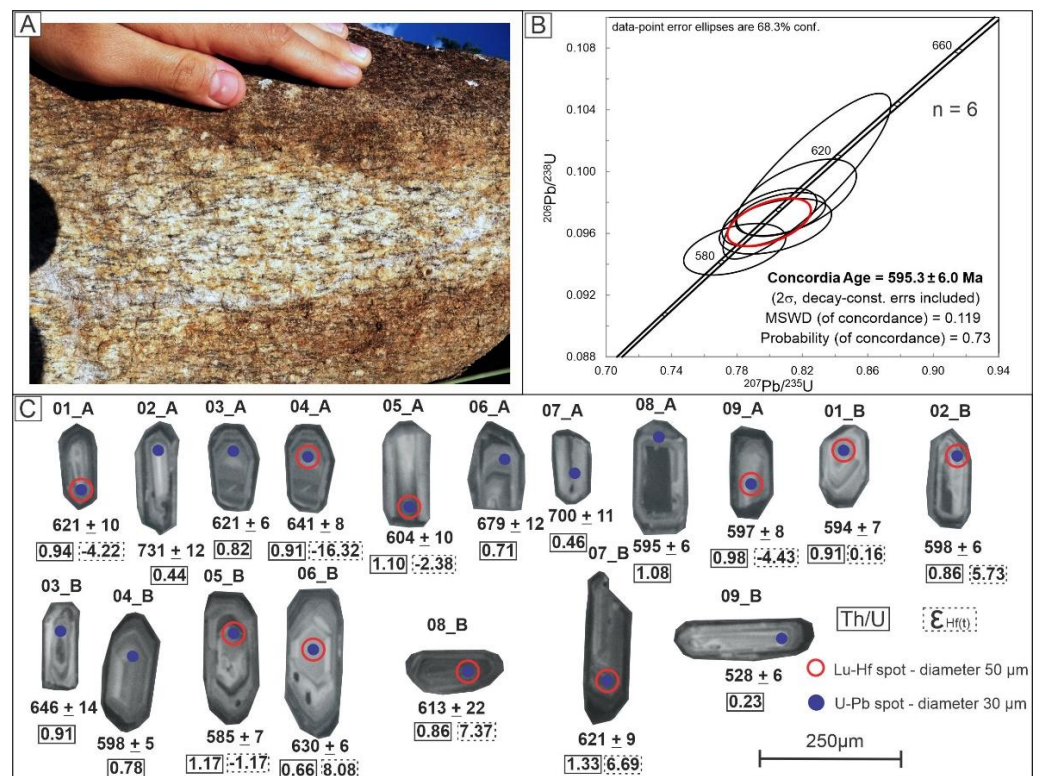 A
B
data-point error ellipses are 68.3% conf.
0.108
0.104
0.100
0.096
0.092
0.088
206Pb/238U
660
620
580
n = 6
Concordia Age = 595.3 ± 6.0 Ma
(2σ, decay-const. errs included)
MSWD (of concordance) = 0.119
Probability (of concordance) = 0.73
0.70 0.74 0.78 0.82 0.86 0.90 0.94
207Pb/235U
C
01_A 02_A 03_A 04_A 05_A 06_A 07_A 08_A 09_A 01_B 02_B
621 ± 10
0.94 -4.22
731 ± 12
0.44
621 ± 6
0.82
641 ± 8
0.91 -16.32
604 ± 10
1.10 -2.38
679 ± 12
0.71
700 ± 11
0.46
595 ± 6
1.08
597 ± 8
0.98 -4.43
594 ± 7
0.91 0.16
598 ± 6
0.86 5.73
03_B 04_B 05_B 06_B 08_B 07_B 09_B
646 ± 14
0.91
598 ± 5
0.78
585 ± 7
1.17 -1.17
630 ± 6
0.66 8.08
613 ± 22
0.86 7.37
621 ± 9
1.33 6.69
528 ± 6
0.23
Th/U
εHf(t)
Lu-Hf spot - diameter 50 µm
U-Pb spot - diameter 30 µm
250µm